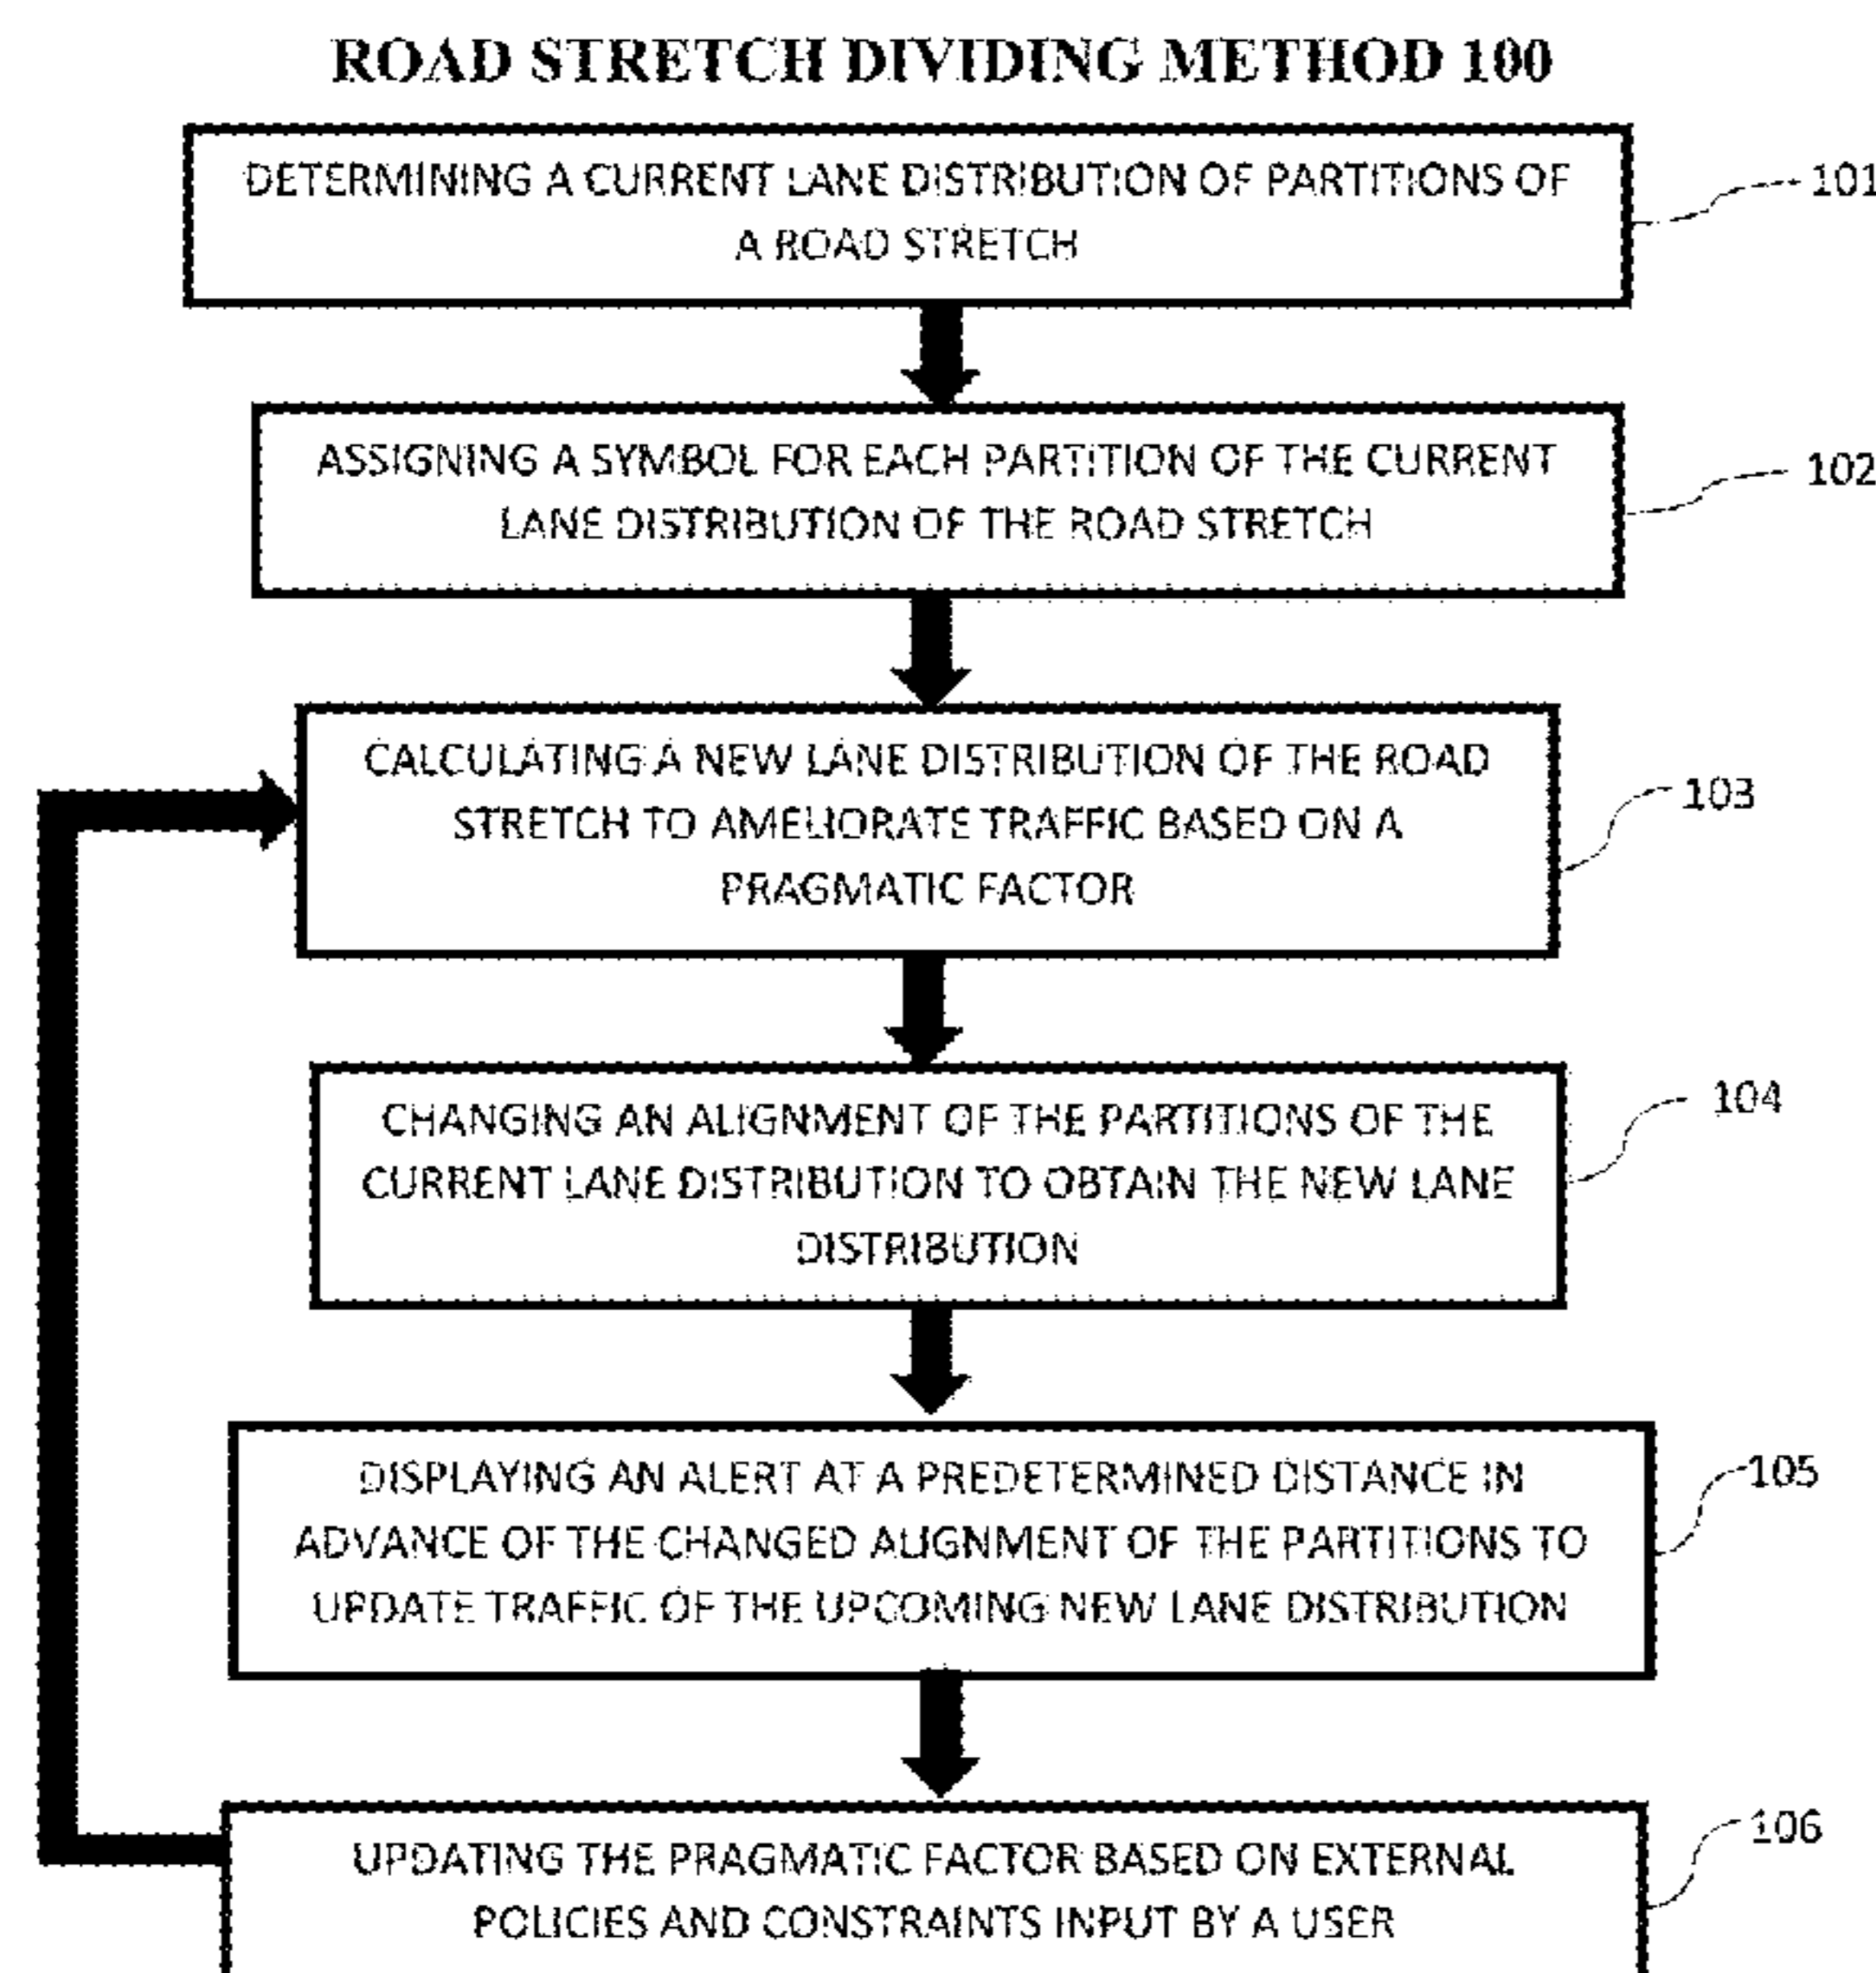 ROAD STRETCH DIVIDING METHOD 100
DETERMINING A CURRENT LANE DISTRIBUTION OF PARTITIONS OF
A ROAD STRETCH
101
ASSIGNING A SYMBOL FOR EACH PARTITION OF THE CURRENT
LANE DISTRIBUTION OF THE ROAD STRETCH
102
CALCULATING A NEW LANE DISTRIBUTION OF THE ROAD
STRETCH TO AMELIORATE TRAFFIC BASED ON A
PRAGMATIC FACTOR
103
CHANGING AN ALIGNMENT OF THE PARTITIONS OF THE
CURRENT LANE DISTRIBUTION TO OBTAIN THE NEW LANE
DISTRIBUTION
104
DISPLAYING AN ALERT AT A PREDETERMINED DISTANCE IN
ADVANCE OF THE CHANGED ALIGNMENT OF THE PARTITIONS TO
UPDATE TRAFFIC OF THE UPCOMING NEW LANE DISTRIBUTION
105
UPDATING THE PRAGMATIC FACTOR BASED ON EXTERNAL
POLICIES AND CONSTRAINTS INPUT BY A USER
106